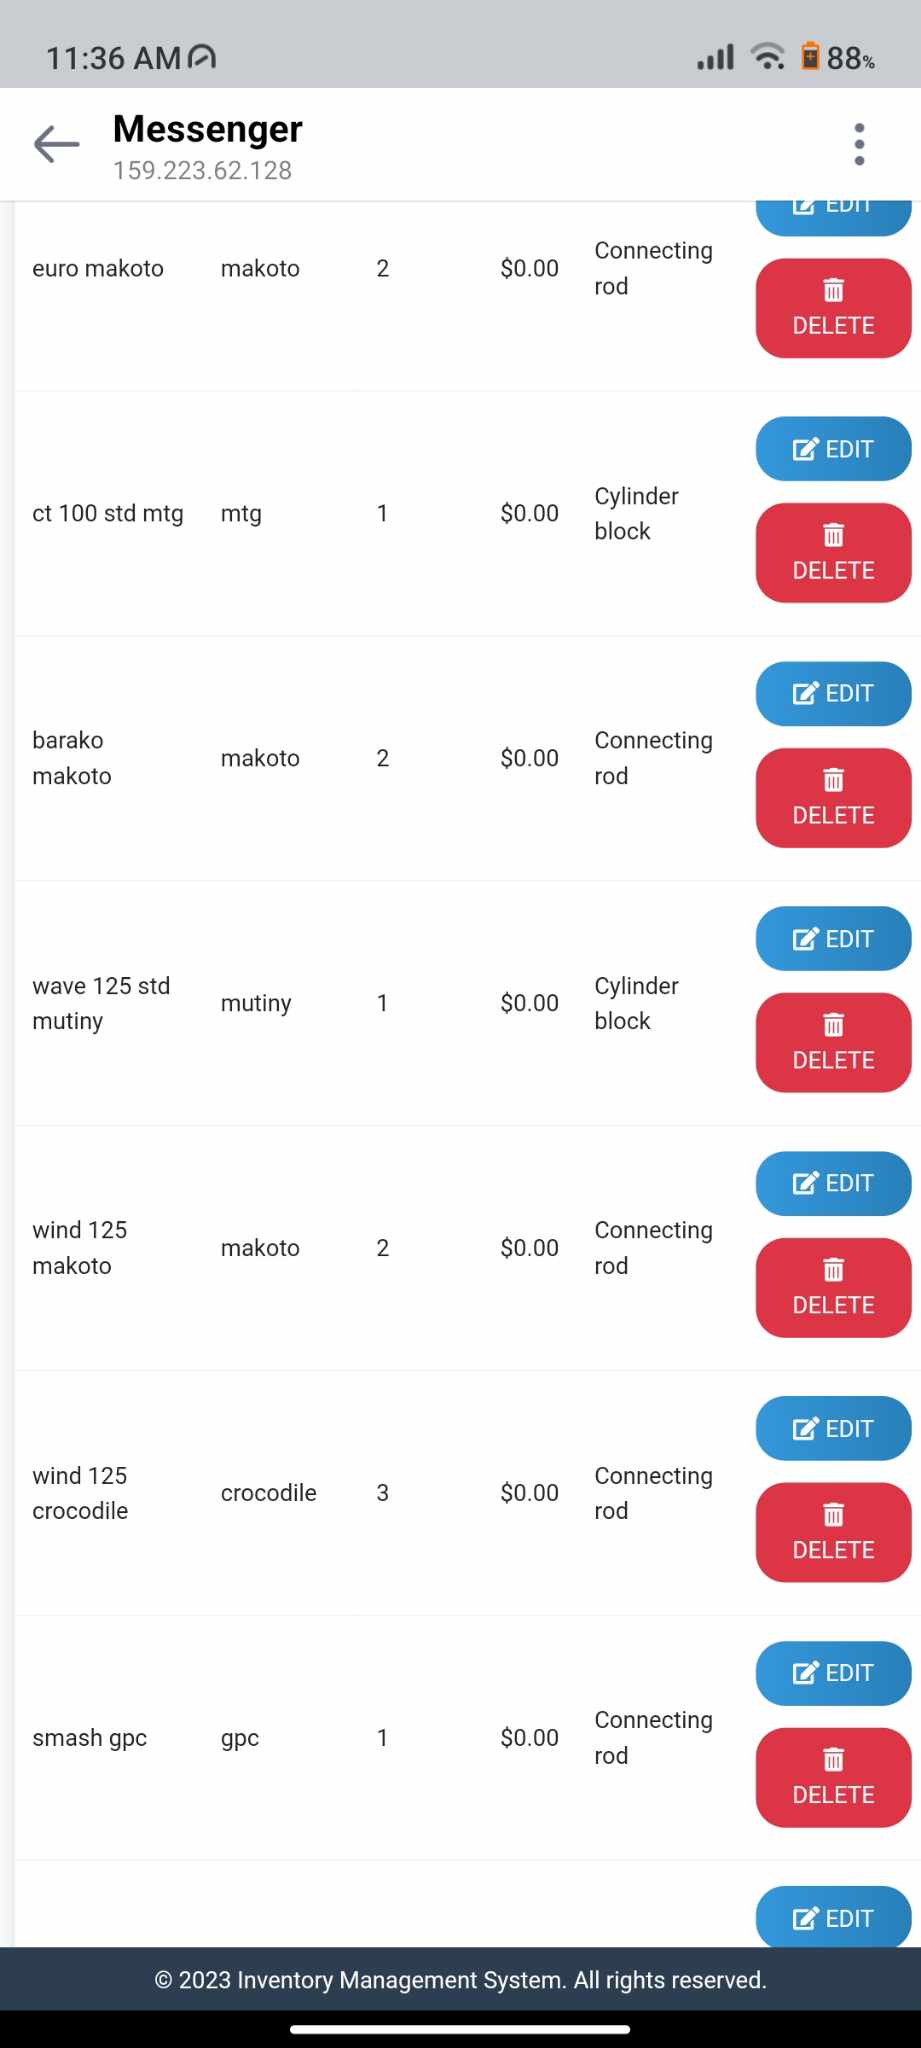 11:36 AM
88%
Messenger
159.223.62.128
EDIT
euro makoto makoto 2 $0.00 Connecting
rod
DELETE
EDIT
ct 100 std mtg mtg 1 $0.00 Cylinder
block
DELETE
EDIT
barako
makoto makoto 2 $0.00 Connecting
rod
DELETE
EDIT
wave 125 std
mutiny mutiny 1 $0.00 Cylinder
block
DELETE
EDIT
wind 125
makoto makoto 2 $0.00 Connecting
rod
DELETE
EDIT
wind 125
crocodile crocodile 3 $0.00 Connecting
rod
DELETE
EDIT
smash gpc gpc 1 $0.00 Connecting
rod
DELETE
EDIT
© 2023 Inventory Management System. All rights reserved.